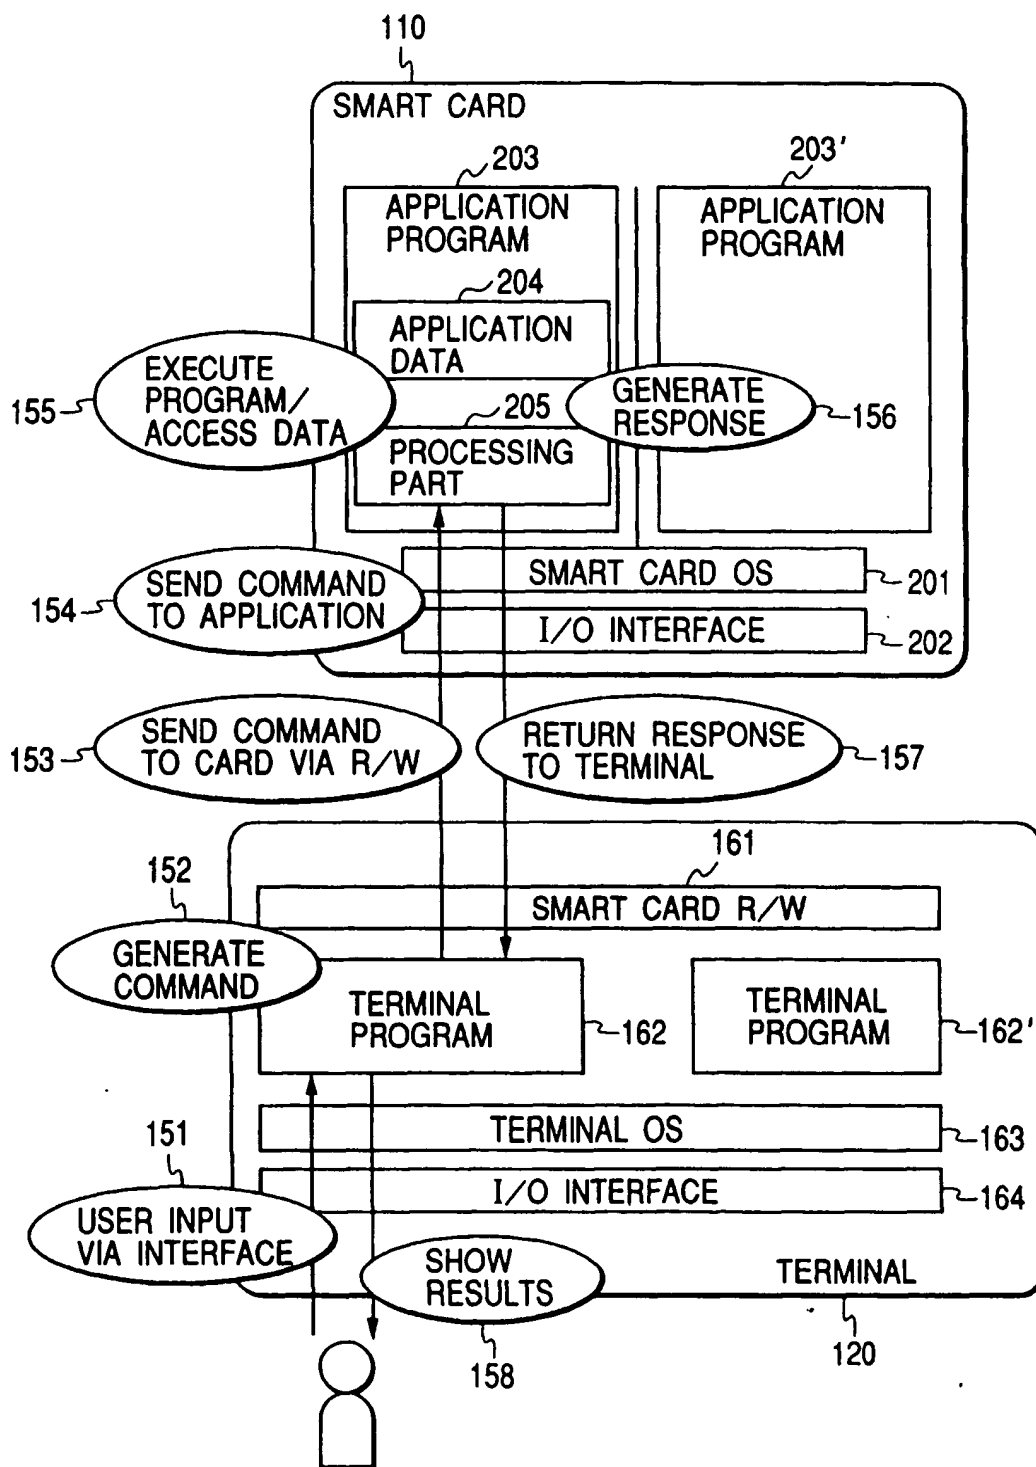 110
SMART CARD
203
203'
APPLICATION
PROGRAM
APPLICATION
PROGRAM
204
APPLICATION
DATA
EXECUTE
PROGRAM/
ACCESS DATA
155
GENERATE
RESPONSE
156
205
PROCESSING
PART
SMART CARD OS
201
SEND COMMAND
TO APPLICATION
154
I/O INTERFACE
202
SEND COMMAND
TO CARD VIA R/W
153
RETURN RESPONSE
TO TERMINAL
157
161
152
SMART CARD R/W
GENERATE
COMMAND
TERMINAL
PROGRAM
162
TERMINAL
PROGRAM
162'
151
TERMINAL OS
163
I/O INTERFACE
164
USER INPUT
VIA INTERFACE
SHOW
RESULTS
158
TERMINAL
120